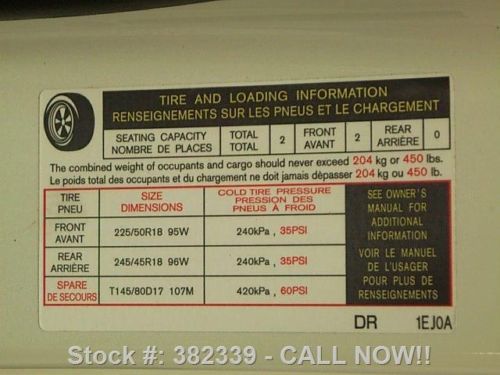 TIRE AND LOADING INFORMATION
RENSEIGNEMENTS SUR LES PNEUS ET LE CHARGEMENT
SEATING CAPACITY TOTAL 2 FRONT 2 REAR 0
NOMBRE DE PLACES TOTAL AVANT ARRIÈRE
The combined weight of occupants and cargo should never exceed 204 kg or 450 lbs.
Le poids total des occupants et du chargement ne doit jamais dépasser 204 kg ou 450 lb.
TIRE SIZE COLD TIRE PRESSURE
PNEU DIMENSIONS PRESSION DES
PNEUS À FROID
FRONT
AVANT 225/50R18 95W 240kPa , 35PSI
REAR
ARRIÈRE 245/45R18 96W 240kPa , 35PSI
SPARE
DE SECOURS T145/80D17 107M 420kPa , 60PSI
SEE OWNER'S
MANUAL FOR
ADDITIONAL
INFORMATION
VOIR LE MANUEL
DE L'USAGER
POUR PLUS DE
RENSEIGNEMENTS
DR 1EJ0A
Stock #: 382339 - CALL NOW!!